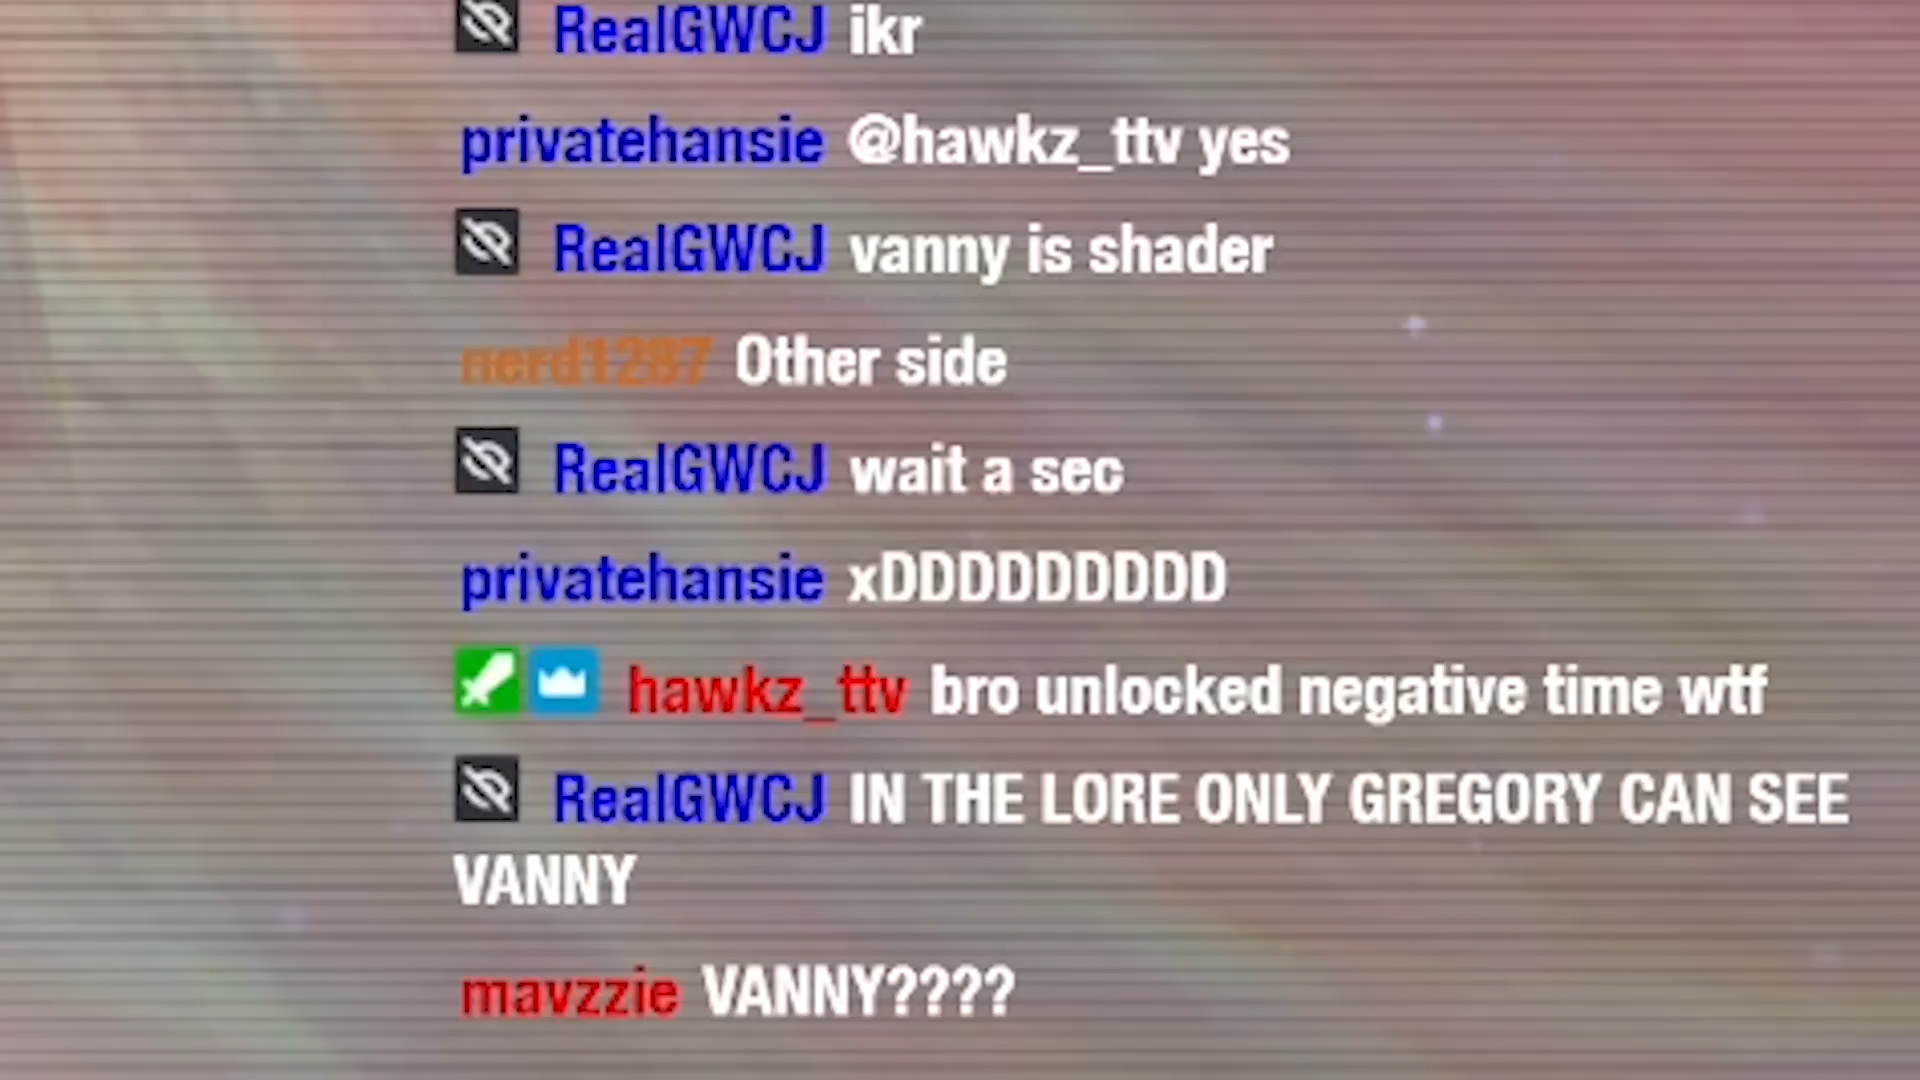 RealGWCJ ikr
privatehansie @hawkz_ttv yes
RealGWCJ vanny is shader
nerd1287 Other side
RealGWCJ wait a sec
privatehansie xDDDDDDDDD
hawkz_ttv bro unlocked negative time wtf
RealGWCJ IN THE LORE ONLY GREGORY CAN SEE
VANNY
mavzzie VANNY????